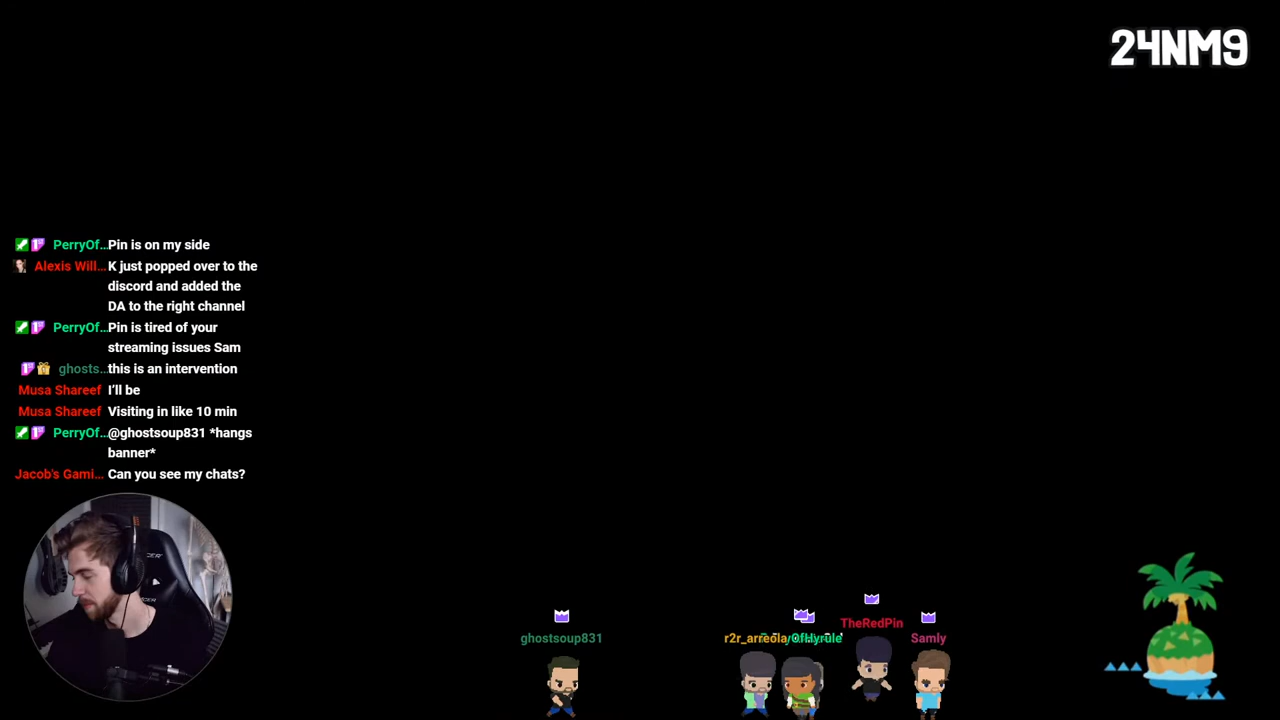 24NM9
PerryOf... Pin is on my side
Alexis Will... K just popped over to the
discord and added the
DA to the right channel
PerryOf... Pin is tired of your
streaming issues Sam
ghosts... this is an intervention
Musa Shareef I'll be
Musa Shareef Visiting in like 10 min
PerryOf... @ghostsoup831 *hangs
banner*
Jacob's Gami... Can you see my chats?
TheRedPin
ghostsoup831
r2r_arreola
OfHyrule
Samly